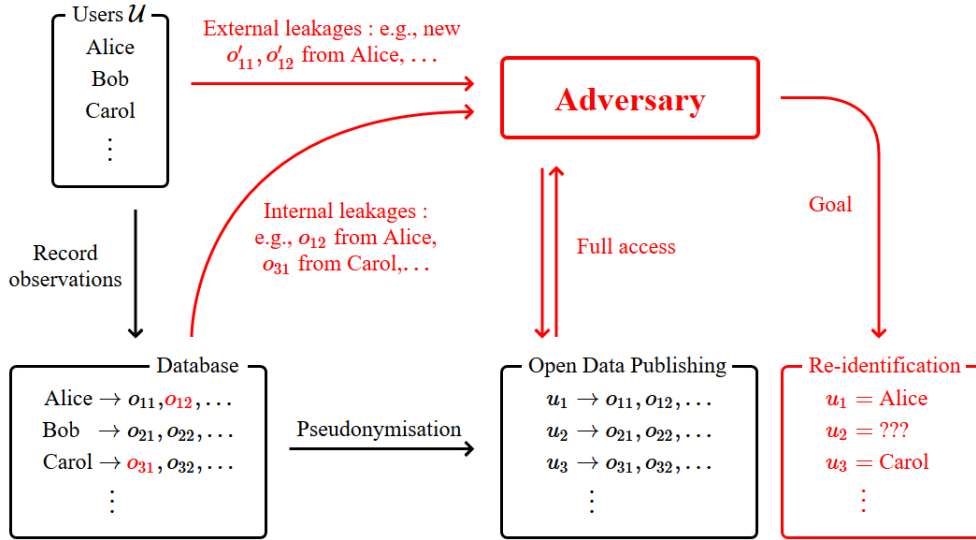 Users 𝒰
Alice
Bob
Carol
⋮
External leakages : e.g., new
o′₁₁, o′₁₂ from Alice, …
Adversary
Internal leakages :
e.g., o₁₂ from Alice,
o₃₁ from Carol,…
Record
observations
Full access
Goal
Database
Alice → o₁₁,o₁₂, …
Bob → o₂₁, o₂₂, …
Carol → o₃₁, o₃₂, …
⋮
Pseudonymisation
Open Data Publishing
u₁ → o₁₁, o₁₂, …
u₂ → o₂₁, o₂₂, …
u₃ → o₃₁, o₃₂, …
⋮
Re-identification
u₁ = Alice
u₂ = ???
u₃ = Carol
⋮